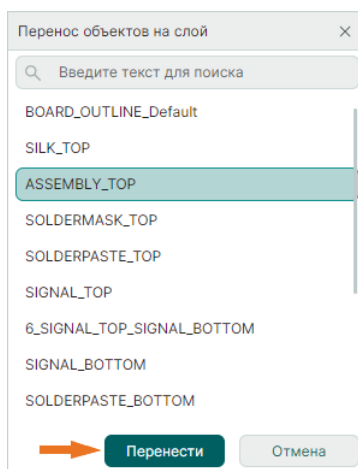 Перенос объектов на слой
Введите текст для поиска
BOARD_OUTLINE_Default
SILK_TOP
ASSEMBLY_TOP
SOLDERMASK_TOP
SOLDERPASTE_TOP
SIGNAL_TOP
6_SIGNAL_TOP_SIGNAL_BOTTOM
SIGNAL_BOTTOM
SOLDERPASTE_BOTTOM
Перенести Отмена